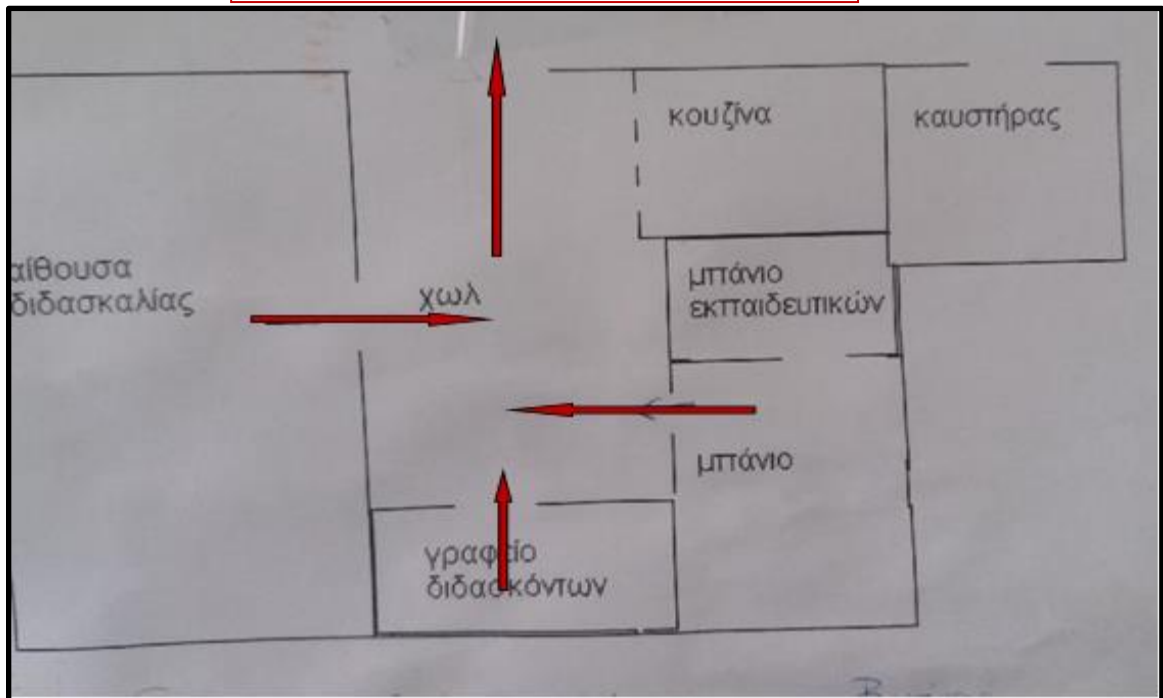 κουζίνα
καυστήρας
αίθουσα
διδασκαλίας
χωλ
μπάνιο
εκπαιδευτικών
μπάνιο
γραφείο
διδασκόντων